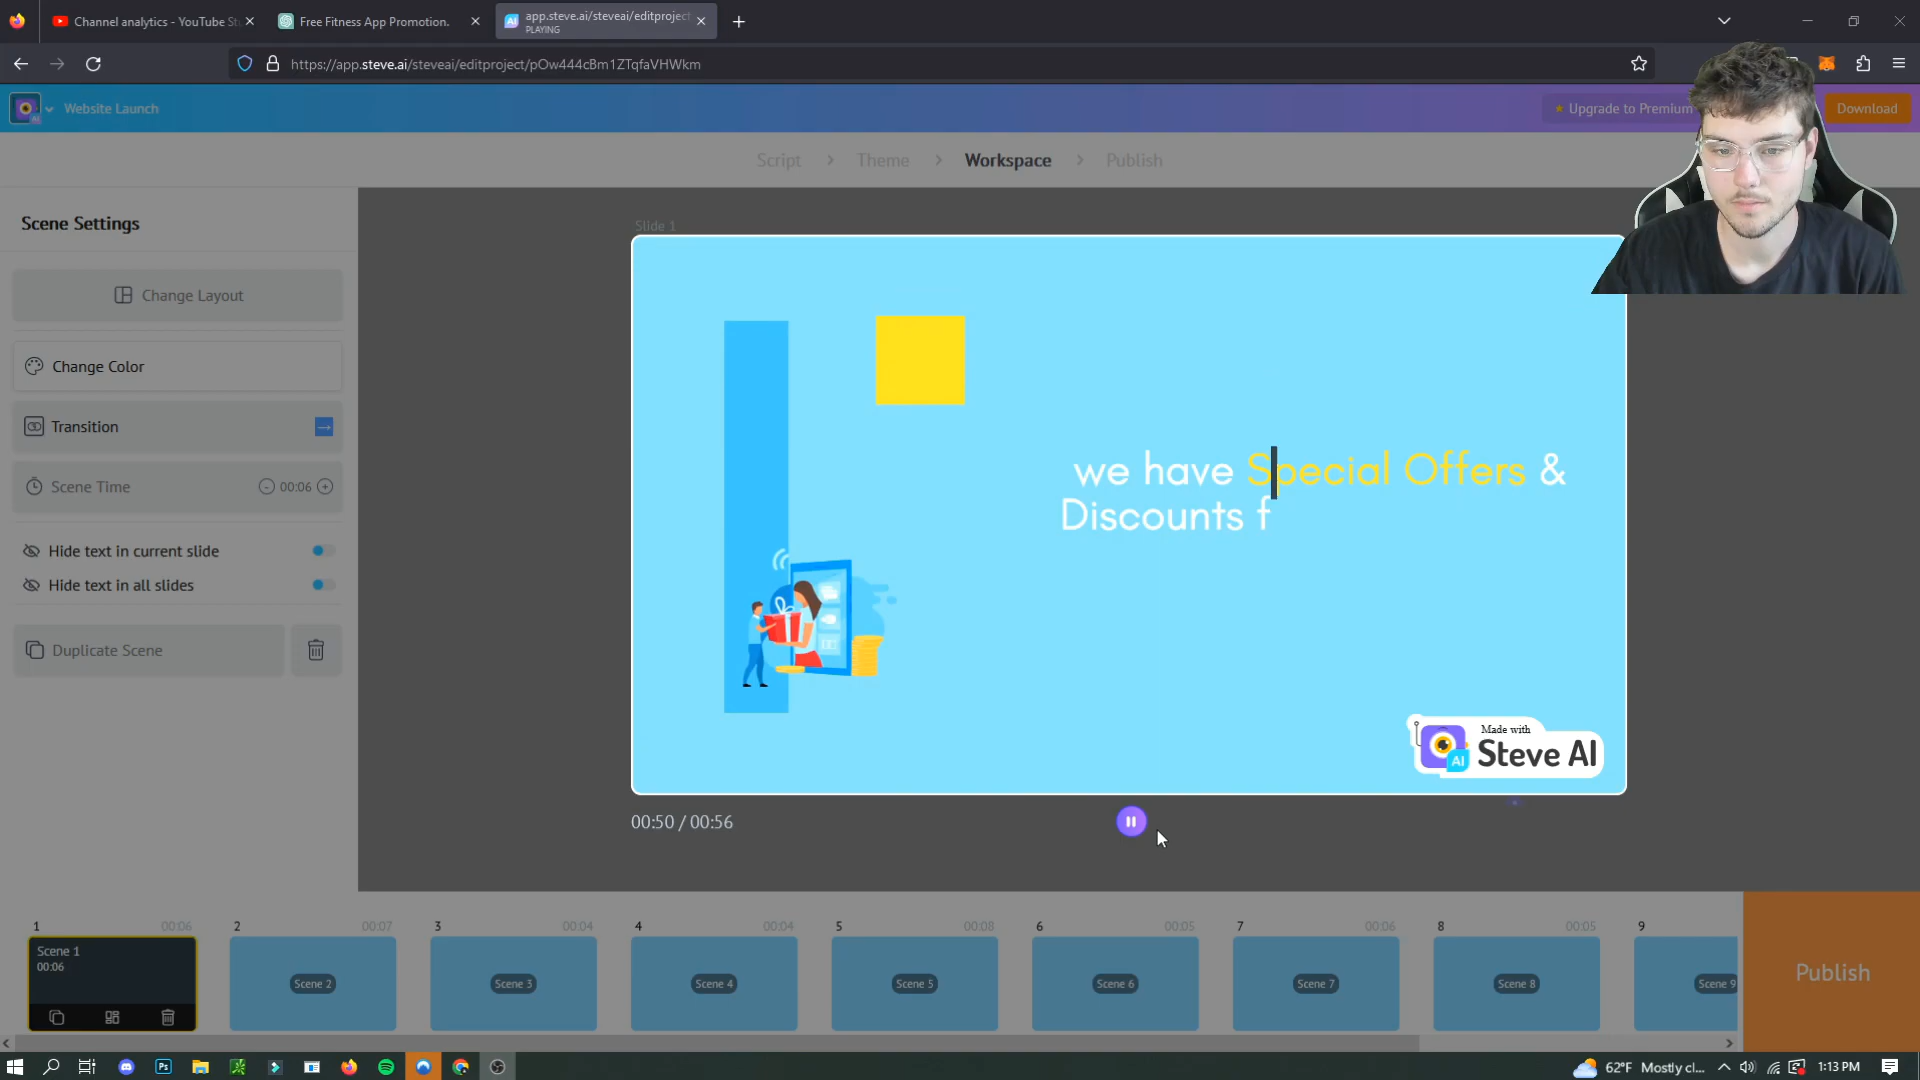 Channel analytics - YouTube Stu
Free Fitness App Promotion.
app.steve.ai/steveai/editproject
PLAYING
https://app.steve.ai/steveai/editproject/pOw444cBm1ZTqfaVHWkm
Website Launch
Upgrade to Premium
Download
Script
Theme
Workspace
Publish
Scene Settings
Change Layout
Change Color
Transition
Scene Time
00:06
Hide text in current slide
Hide text in all slides
Duplicate Scene
Slide 1
we have Special Offers &
Discounts f
Made with
Steve AI
AI
00:50 / 00:56
1 00:06
2 00:07
3 00:04
4 00:04
5 00:08
6 00:05
7 00:06
8 00:05
9
Scene 1
00:06
Scene 2
Scene 3
Scene 4
Scene 5
Scene 6
Scene 7
Scene 8
Scene 9
Publish
Ps
62°F Mostly cl...
1:13 PM